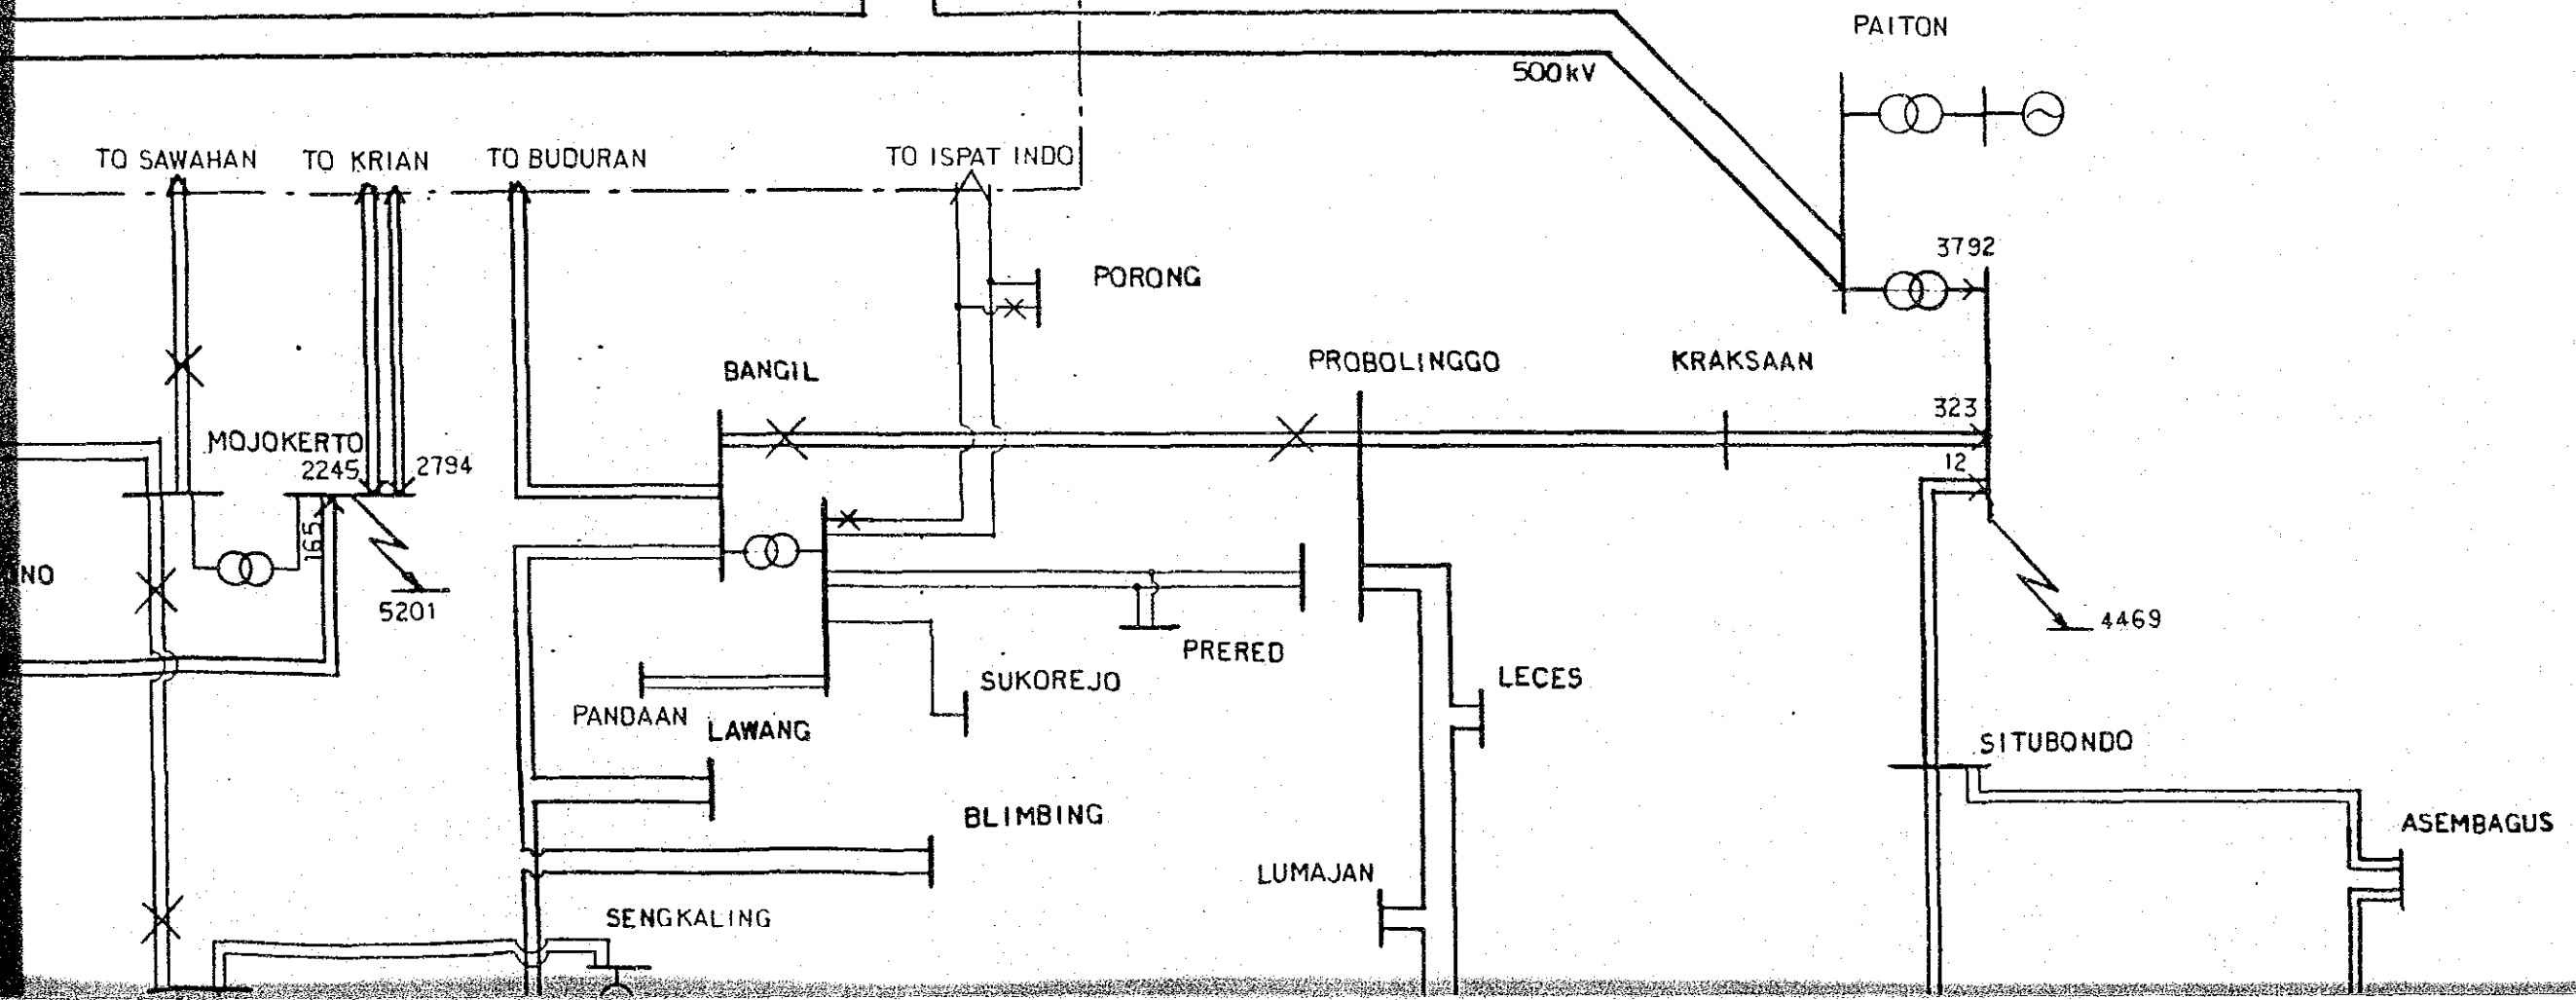 PAITON
500kV
TO SAWAHAN
TO KRIAN
TO BUDURAN
TO ISPAT INDO
3792
PORONG
BANGIL
PROBOLINGGO
KRAKSAAN
323
MOJOKERTO
2245
2794
12
165
NO
5201
4469
PRERED
SUKOREJO
LECES
PANDAAN
LAWANG
SITUBONDO
BLIMBING
ASEMBAGUS
LUMAJAN
SENGKALING